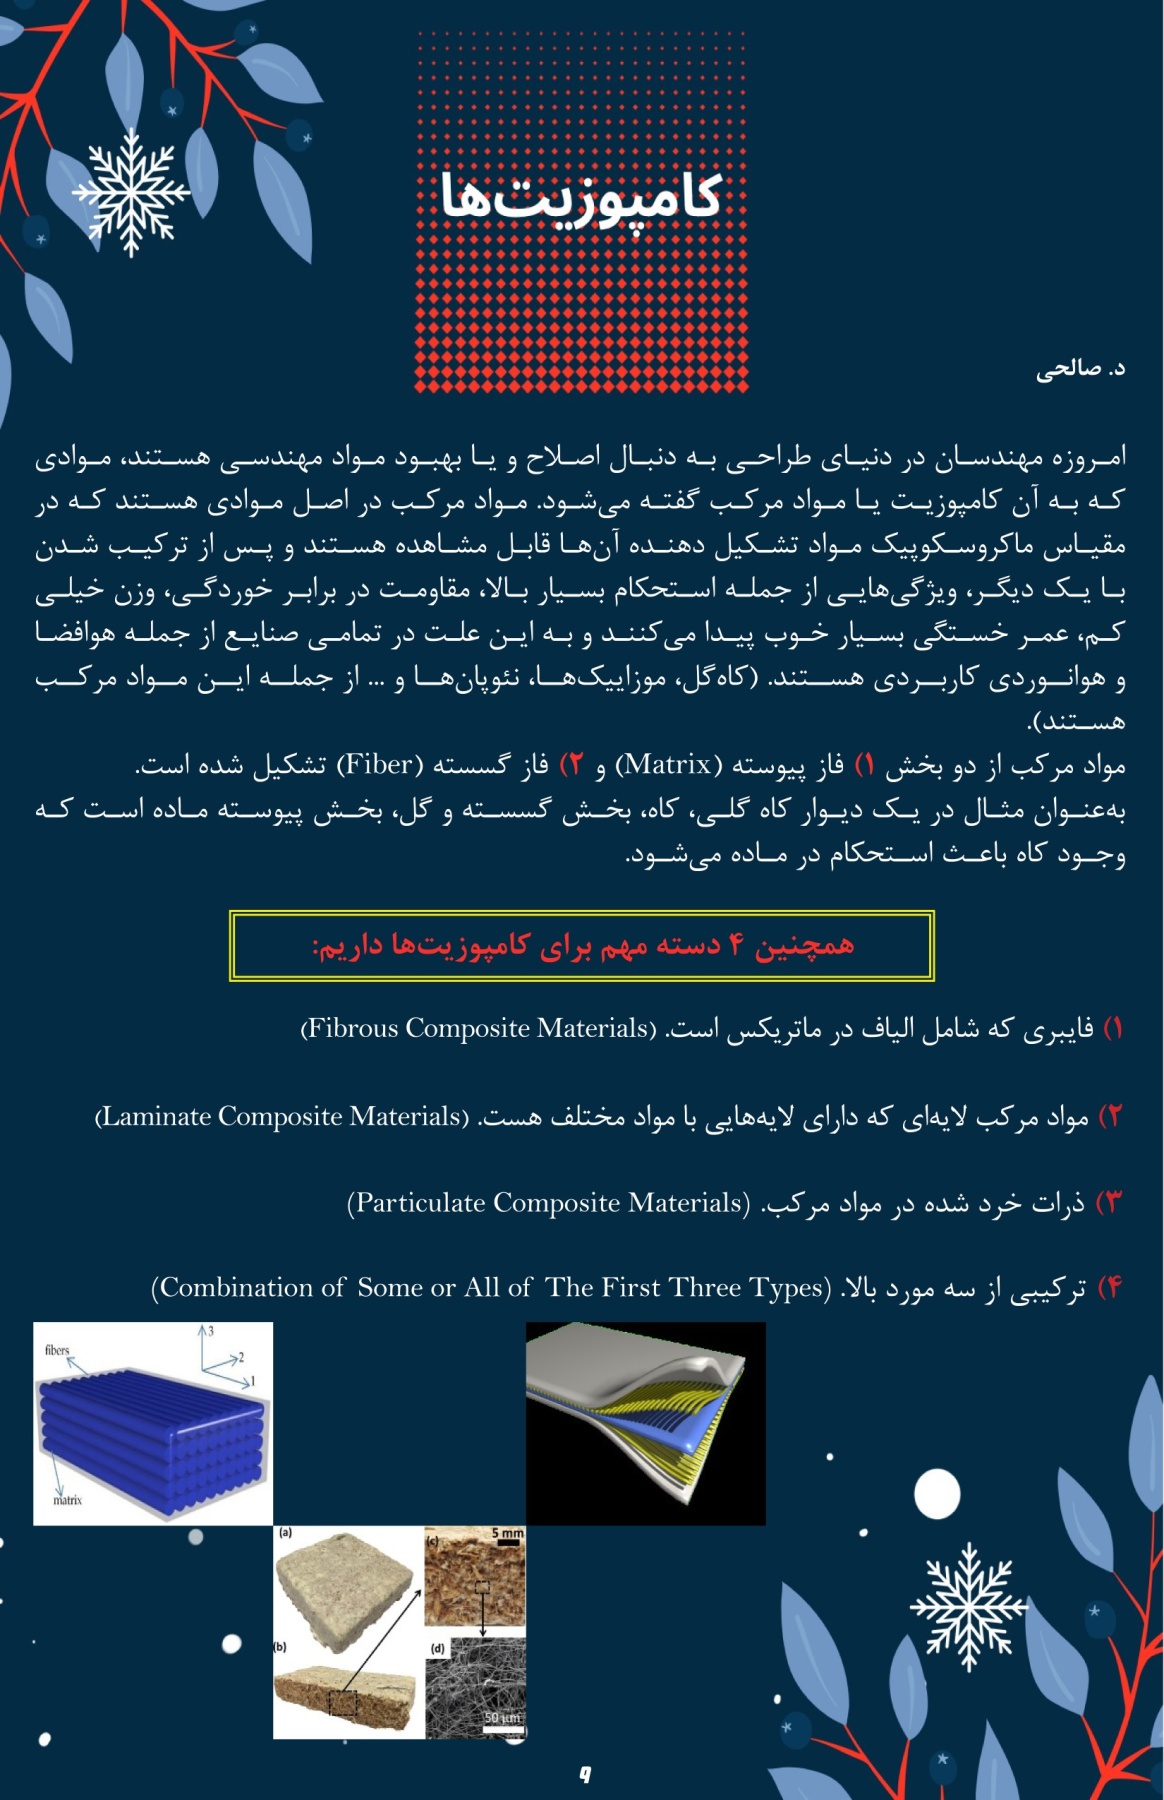 کامپوزیت‌ها
د. صالحی
امروزه مهندسان در دنیای طراحی به دنبال اصلاح و یا بهبود مواد مهندسی هستند، موادی
که به آن کامپوزیت یا مواد مرکب گفته می‌شود. مواد مرکب در اصل موادی هستند که در
مقیاس ماکروسکوپیک مواد تشکیل دهنده آن‌ها قابل مشاهده هستند و پس از ترکیب شدن
با یک دیگر، ویژگی‌هایی از جمله استحکام بسیار بالا، مقاومت در برابر خوردگی، وزن خیلی
کم، عمر خستگی بسیار خوب پیدا می‌کنند و به این علت در تمامی صنایع از جمله هوافضا
و هوانوردی کاربردی هستند. (کاه‌گل، موزاییک‌ها، نئوپان‌ها و ... از جمله این مواد مرکب
هستند).
مواد مرکب از دو بخش ۱) فاز پیوسته (Matrix) و ۲) فاز گسسته (Fiber) تشکیل شده است.
به‌عنوان مثال در یک دیوار کاه گلی، کاه، بخش گسسته و گل، بخش پیوسته ماده است که
وجود کاه باعث استحکام در ماده می‌شود.
همچنین ۴ دسته مهم برای کامپوزیت‌ها داریم:
۱) فایبری که شامل الیاف در ماتریکس است. (Fibrous Composite Materials)
۲) مواد مرکب لایه‌ای که دارای لایه‌هایی با مواد مختلف هست. (Laminate Composite Materials)
۳) ذرات خرد شده در مواد مرکب. (Particulate Composite Materials)
۴) ترکیبی از سه مورد بالا. (Combination of Some or All of The First Three Types)
fibers
3
2
1
matrix
(a)
(c)
5 mm
(b)
(d)
50 µm
۹